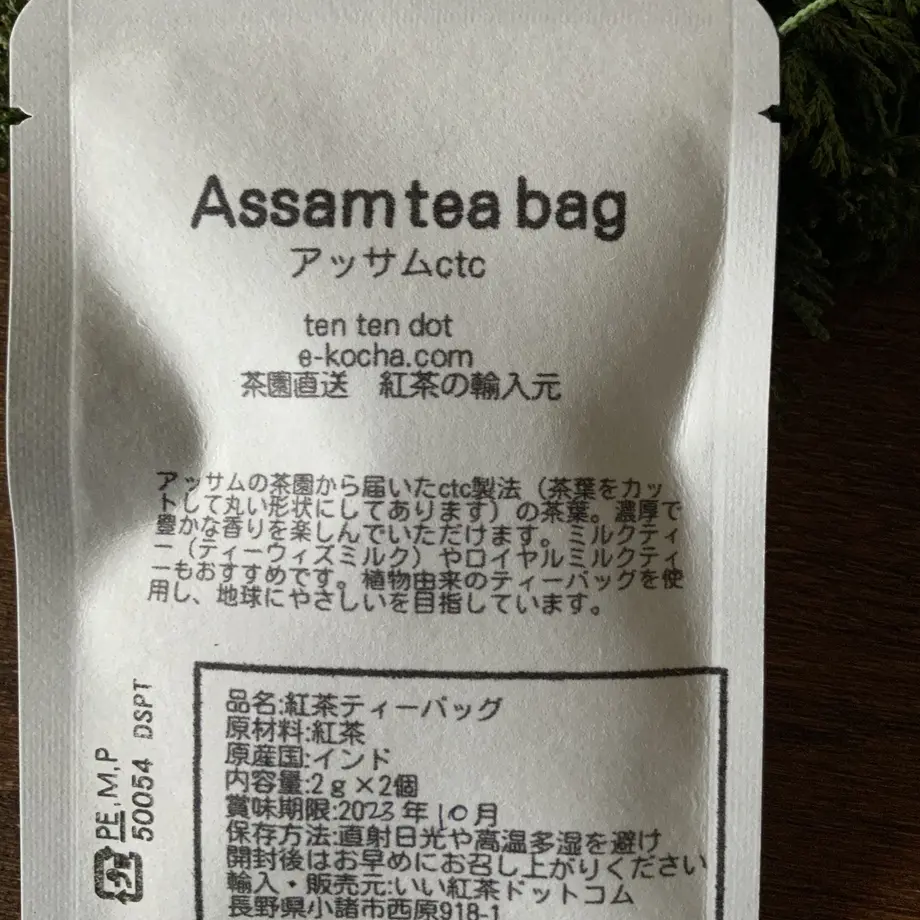 Assam tea bag
アッサムctc
ten ten dot
e-kocha.com
茶園直送　紅茶の輸入元
アッサムの茶園から届いたctc製法（茶葉をカッ
トして丸い形状にしてあります）の茶葉。濃厚で
豊かな香りを楽しんでいただけます。ミルクティ
ー（ティーウィズミルク）やロイヤルミルクティ
ーもおすすめです。植物由来のティーバッグを使
用し、地球にやさしいを目指しています。
品名:紅茶ティーバッグ
原材料:紅茶
原産国:インド
内容量:2ｇ×2個
賞味期限:2023年10月
保存方法:直射日光や高温多湿を避け
開封後はお早めにお召し上がりください
輸入・販売元:いい紅茶ドットコム
長野県小諸市西原918-1
プラ
PE,M,P
50054 DSPT